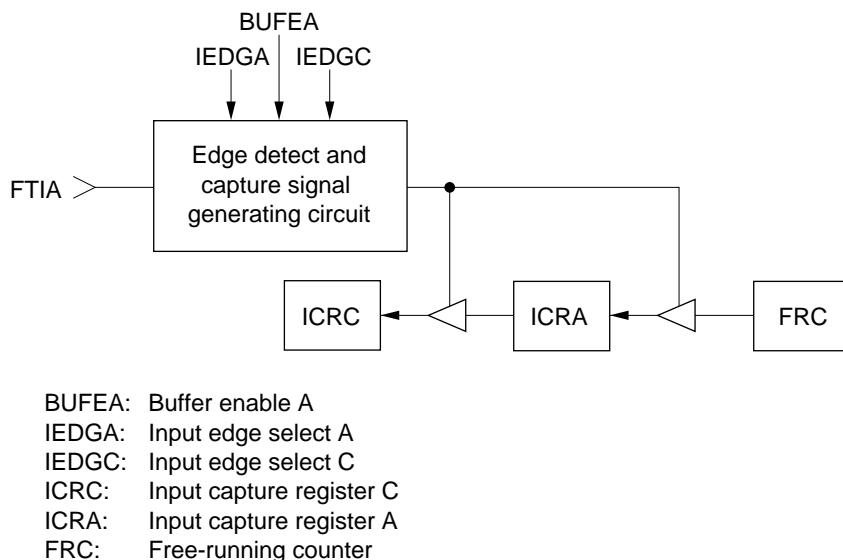 BUFEA
IEDGA IEDGC
Edge detect and
capture signal
generating circuit
FTIA
ICRC ICRA FRC
BUFEA: Buffer enable A
IEDGA: Input edge select A
IEDGC: Input edge select C
ICRC: Input capture register C
ICRA: Input capture register A
FRC: Free-running counter